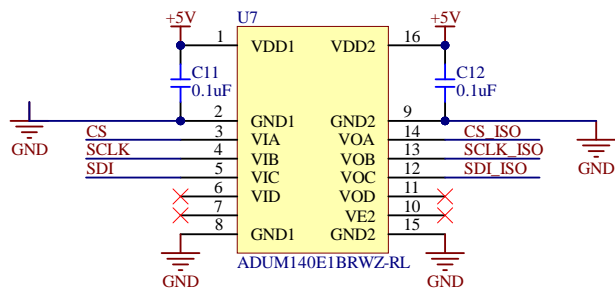 U7
+5V
+5V
1
VDD1
VDD2
16
C11
0.1uF
C12
0.1uF
2
GND1
GND2
9
GND
GND
CS
3
VIA
VOA
14
CS_ISO
SCLK
4
VIB
VOB
13
SCLK_ISO
SDI
5
VIC
VOC
12
SDI_ISO
6
VID
VOD
11
7
VE2
10
8
GND1
GND2
15
GND
GND
ADUM140E1BRWZ-RL